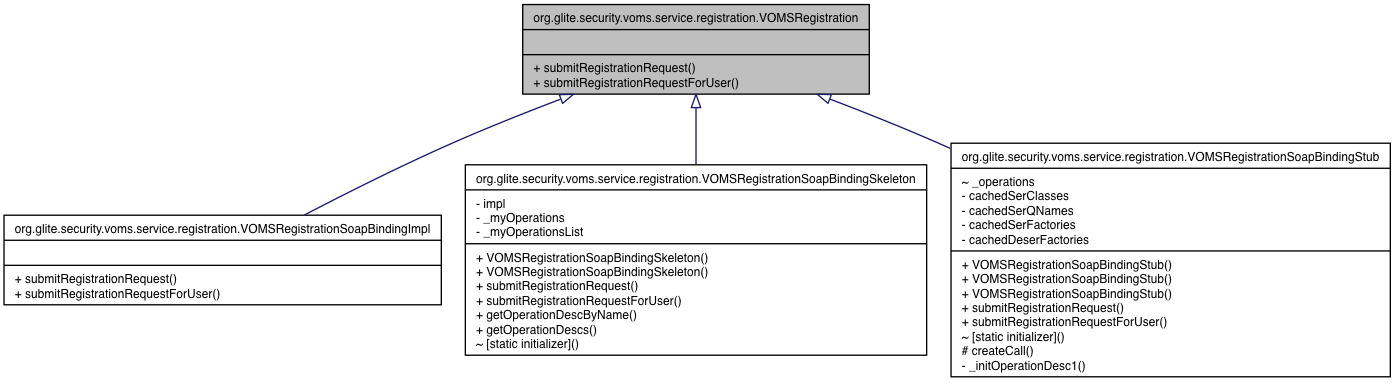 org.glite.security.voms.service.registration.VOMSRegistration
+ submitRegistrationRequest()
+ submitRegistrationRequestForUser()
org.glite.security.voms.service.registration.VOMSRegistrationSoapBindingImpl
+ submitRegistrationRequest()
+ submitRegistrationRequestForUser()
org.glite.security.voms.service.registration.VOMSRegistrationSoapBindingSkeleton
- impl
- _myOperations
- _myOperationsList
+ VOMSRegistrationSoapBindingSkeleton()
+ VOMSRegistrationSoapBindingSkeleton()
+ submitRegistrationRequest()
+ submitRegistrationRequestForUser()
+ getOperationDescByName()
+ getOperationDescs()
~ [static initializer]()
org.glite.security.voms.service.registration.VOMSRegistrationSoapBindingStub
~ _operations
- cachedSerClasses
- cachedSerQNames
- cachedSerFactories
- cachedDeserFactories
+ VOMSRegistrationSoapBindingStub()
+ VOMSRegistrationSoapBindingStub()
+ VOMSRegistrationSoapBindingStub()
+ submitRegistrationRequest()
+ submitRegistrationRequestForUser()
~ [static initializer]()
# createCall()
- _initOperationDesc1()